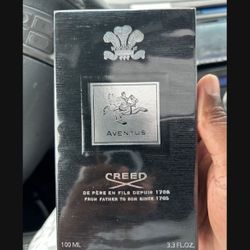 AVENTUS
CREED
DE PÈRE EN FILS DEPUIS 1760
FROM FATHER TO SON SINCE 1760
100 ML 3.3 FL.OZ.